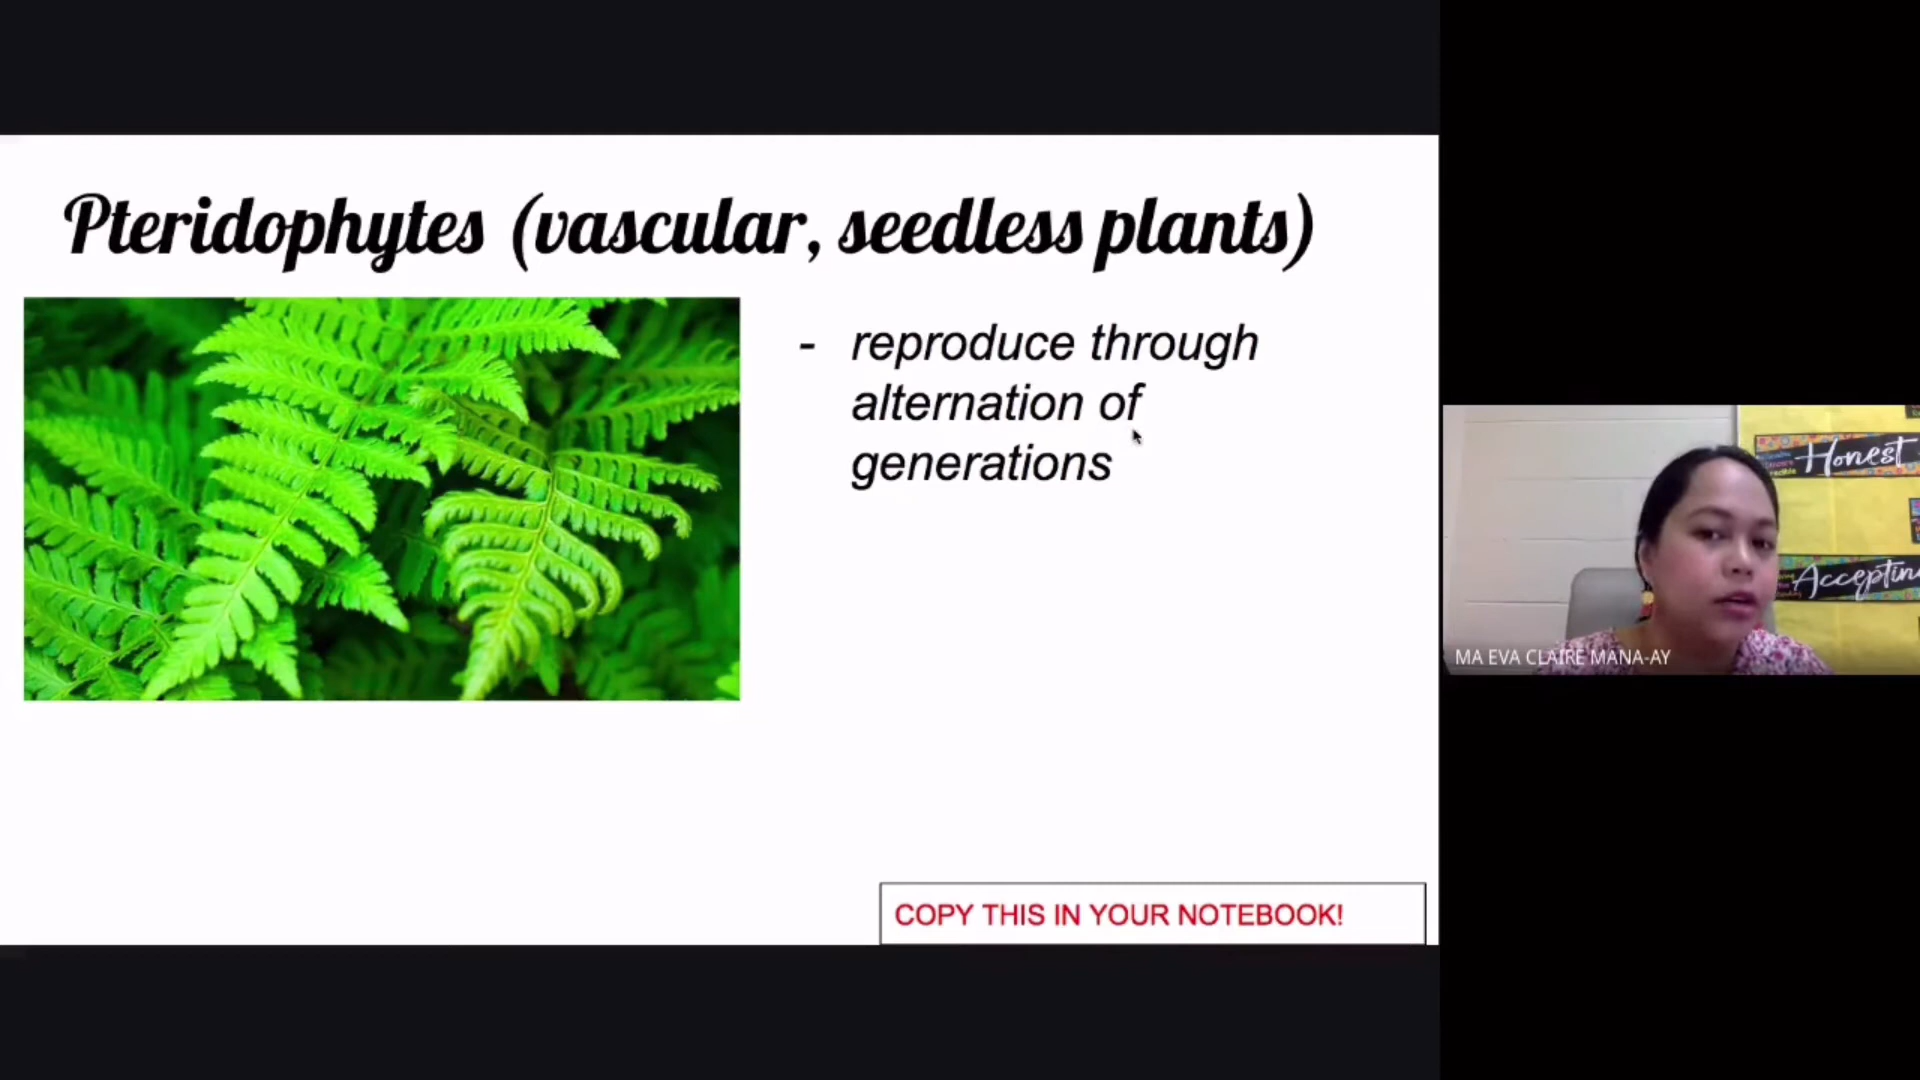 Pteridophytes (vascular, seedless plants)
- reproduce through
alternation of
generations
COPY THIS IN YOUR NOTEBOOK!
Honest
Accepting
MA EVA CLAIRE MANA-AY